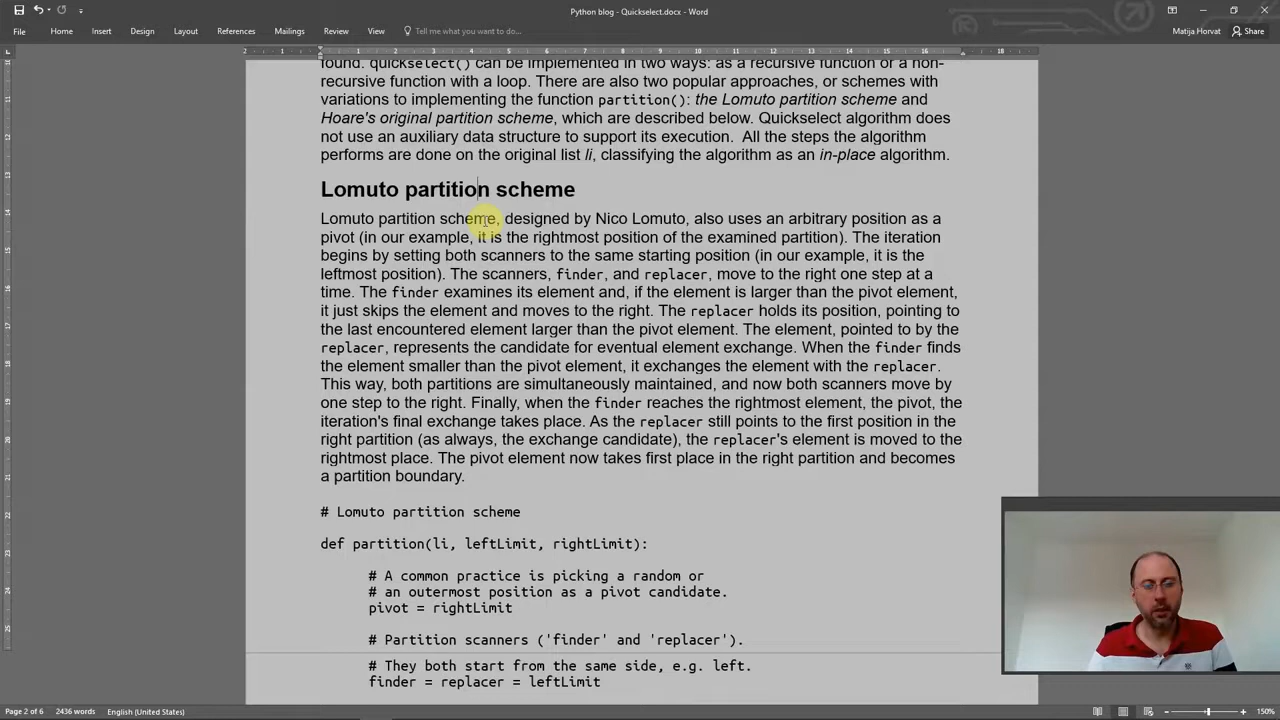 Python blog - Quickselect.docx - Word
File Home Insert Design Layout References Mailings Review View Tell me what you want to do... Matija Horvat Share
found. quickselect() can be implemented in two ways: as a recursive function or a non-
recursive function with a loop. There are also two popular approaches, or schemes with
variations to implementing the function partition(): the Lomuto partition scheme and
Hoare's original partition scheme, which are described below. Quickselect algorithm does
not use an auxiliary data structure to support its execution.  All the steps the algorithm
performs are done on the original list li, classifying the algorithm as an in-place algorithm.
Lomuto partition scheme
Lomuto partition scheme, designed by Nico Lomuto, also uses an arbitrary position as a
pivot (in our example, it is the rightmost position of the examined partition). The iteration
begins by setting both scanners to the same starting position (in our example, it is the
leftmost position). The scanners, finder, and replacer, move to the right one step at a
time. The finder examines its element and, if the element is larger than the pivot element,
it just skips the element and moves to the right. The replacer holds its position, pointing to
the last encountered element larger than the pivot element. The element, pointed to by the
replacer, represents the candidate for eventual element exchange. When the finder finds
the element smaller than the pivot element, it exchanges the element with the replacer.
This way, both partitions are simultaneously maintained, and now both scanners move by
one step to the right. Finally, when the finder reaches the rightmost element, the pivot, the
iteration's final exchange takes place. As the replacer still points to the first position in the
right partition (as always, the exchange candidate), the replacer's element is moved to the
rightmost place. The pivot element now takes first place in the right partition and becomes
a partition boundary.
# Lomuto partition scheme
def partition(li, leftLimit, rightLimit):
# A common practice is picking a random or
# an outermost position as a pivot candidate.
pivot = rightLimit
# Partition scanners ('finder' and 'replacer').
# They both start from the same side, e.g. left.
finder = replacer = leftLimit
Page 2 of 6 2436 words English (United States) 150%